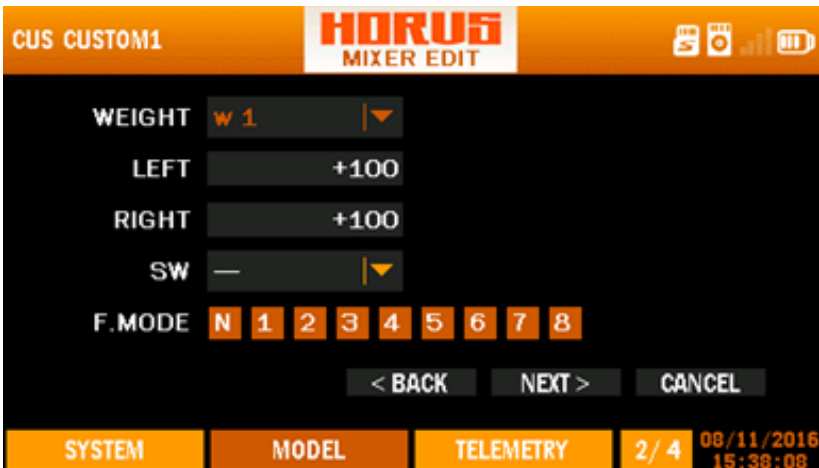 CUS CUSTOM1
HORUS
MIXER EDIT
WEIGHT w 1
LEFT +100
RIGHT +100
SW —
F.MODE N 1 2 3 4 5 6 7 8
< BACK NEXT > CANCEL
SYSTEM MODEL TELEMETRY 2/4 08/11/2016
15:38:08